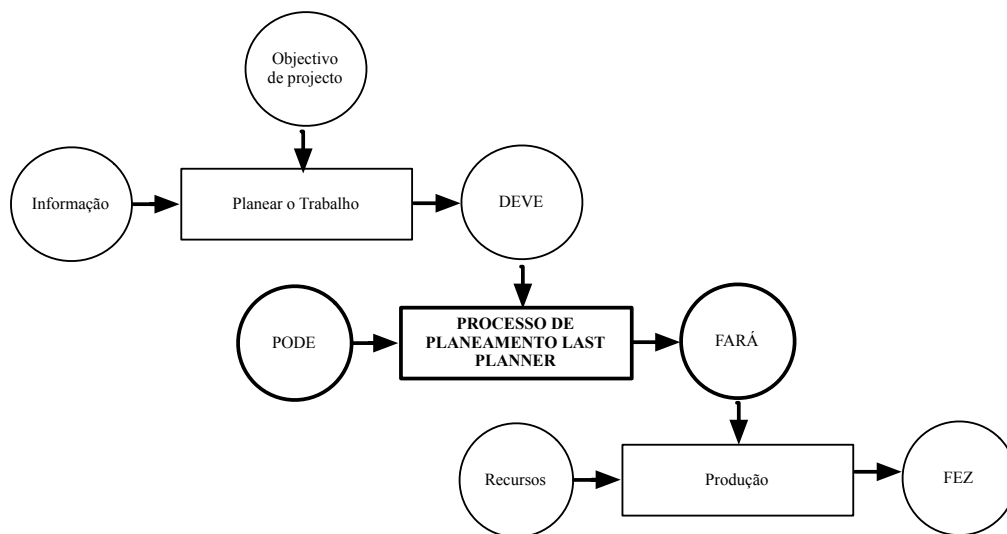 Objectivo
de projecto
Informação
Planear o Trabalho
DEVE
PODE
PROCESSO DE
PLANEAMENTO LAST
PLANNER
FARÁ
Recursos
Produção
FEZ